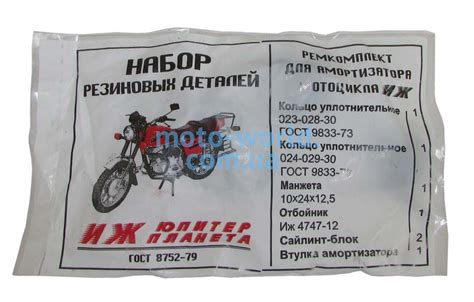 НАБОР
РЕЗИНОВЫХ ДЕТАЛЕЙ
moto-world.
com.ua
ИЖ ЮПИТЕР
ПЛАНЕТА
ГОСТ 8752-79
РЕМКОМПЛЕКТ
ДЛЯ АМОРТИЗАТОРА
ОТОЦИКЛА ИЖ
Кольцо уплотнительное 1
023-028-30
ГОСТ 9833-73
Кольцо уплотнительное
024-029-30 1
ГОСТ 9833-7
Манжета
10х24х12,5 1
Отбойник
Иж 4747-12 1
Сайлинт-блок 2
Втулка амортизатора 1